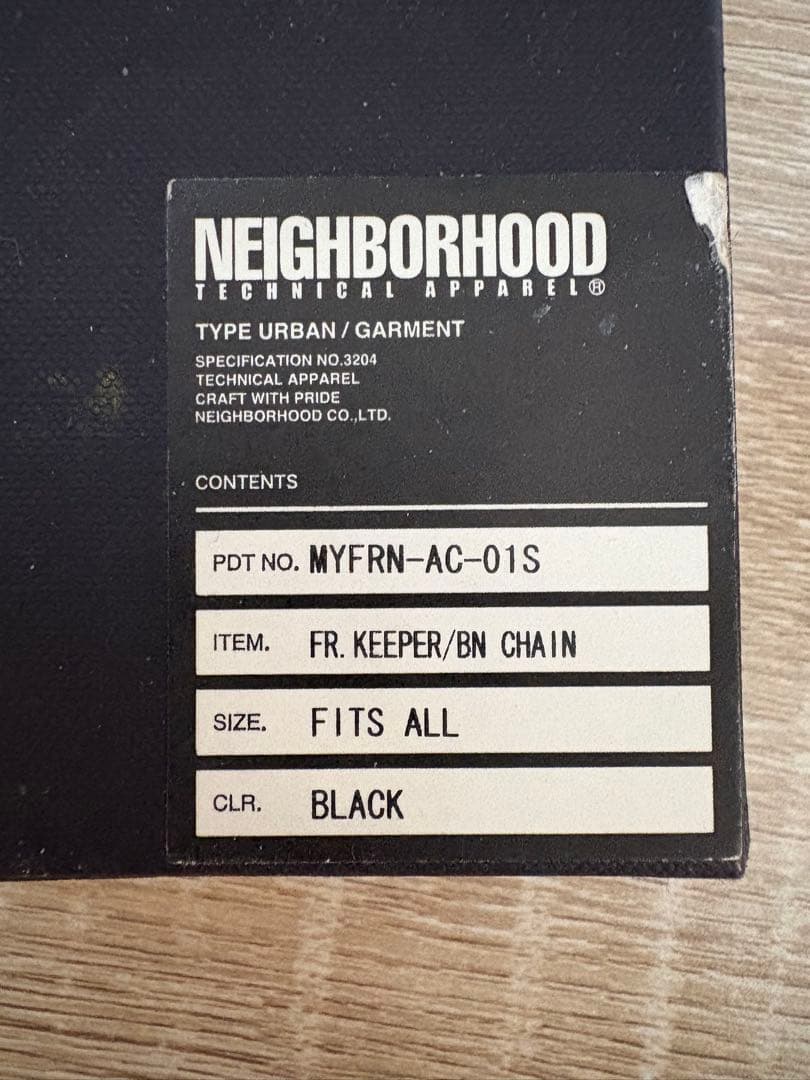 NEIGHBORHOOD
TECHNICAL APPAREL®
TYPE URBAN / GARMENT
SPECIFICATION NO.3204
TECHNICAL APPAREL
CRAFT WITH PRIDE
NEIGHBORHOOD CO.,LTD.
CONTENTS
PDT NO. MYFRN-AC-01S
ITEM. FR.KEEPER/BN CHAIN
SIZE. FITS ALL
CLR. BLACK